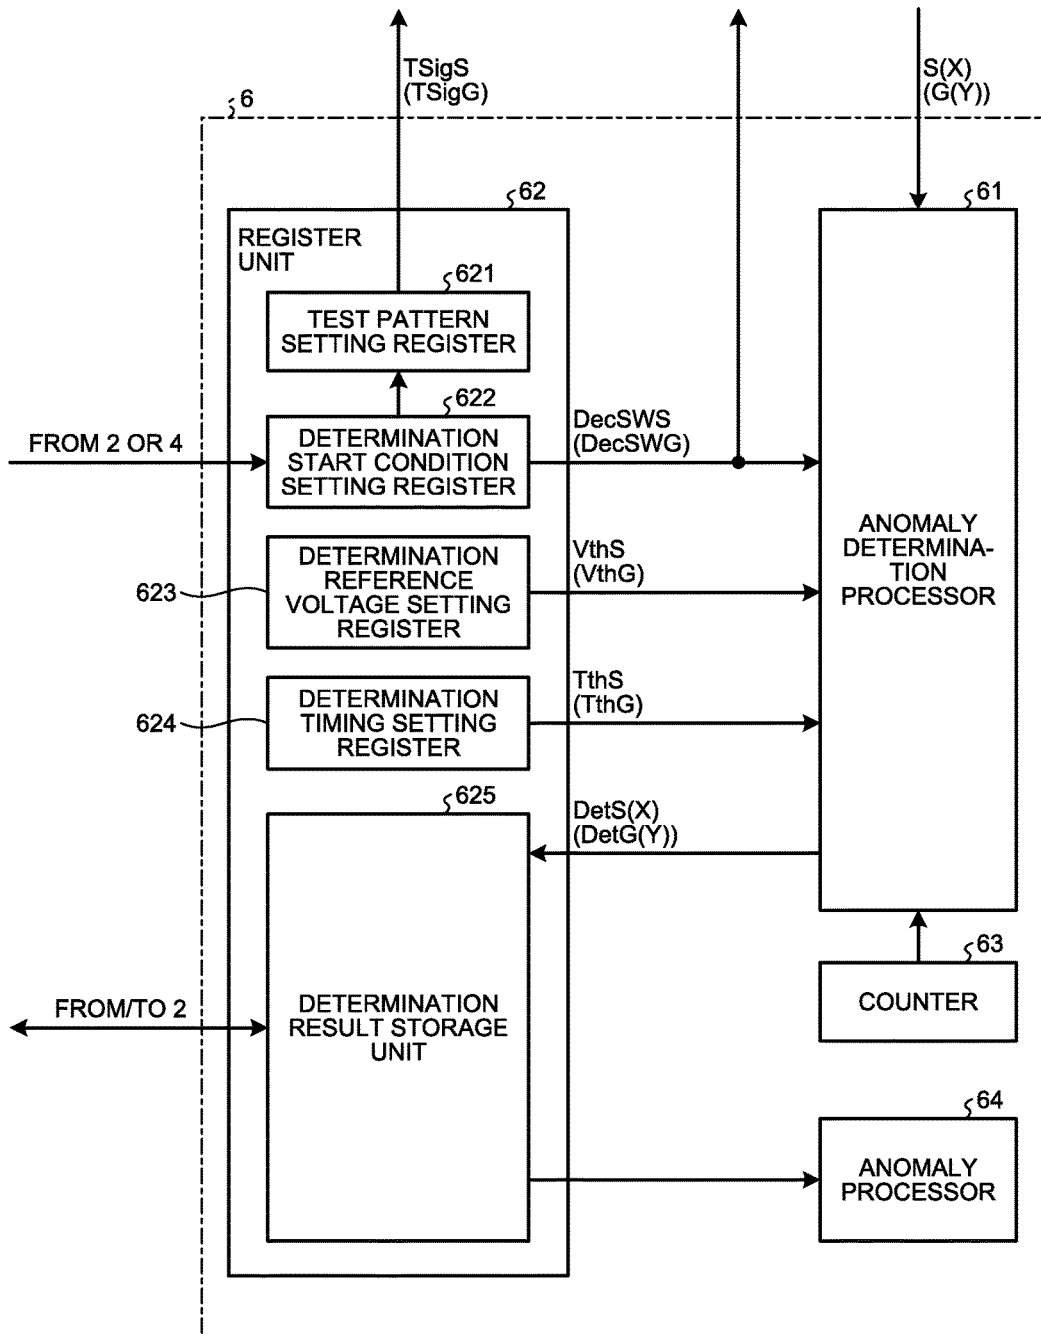 TSigS
(TSigG)
S(X)
(G(Y))
6
62
61
REGISTER
UNIT
621
TEST PATTERN
SETTING REGISTER
622
FROM 2 OR 4
DETERMINATION
START CONDITION
SETTING REGISTER
DecSWS
(DecSWG)
ANOMALY
DETERMINA-
TION
PROCESSOR
623
DETERMINATION
REFERENCE
VOLTAGE SETTING
REGISTER
VthS
(VthG)
624
DETERMINATION
TIMING SETTING
REGISTER
TthS
(TthG)
625
DetS(X)
(DetG(Y))
63
COUNTER
FROM/TO 2
DETERMINATION
RESULT STORAGE
UNIT
64
ANOMALY
PROCESSOR